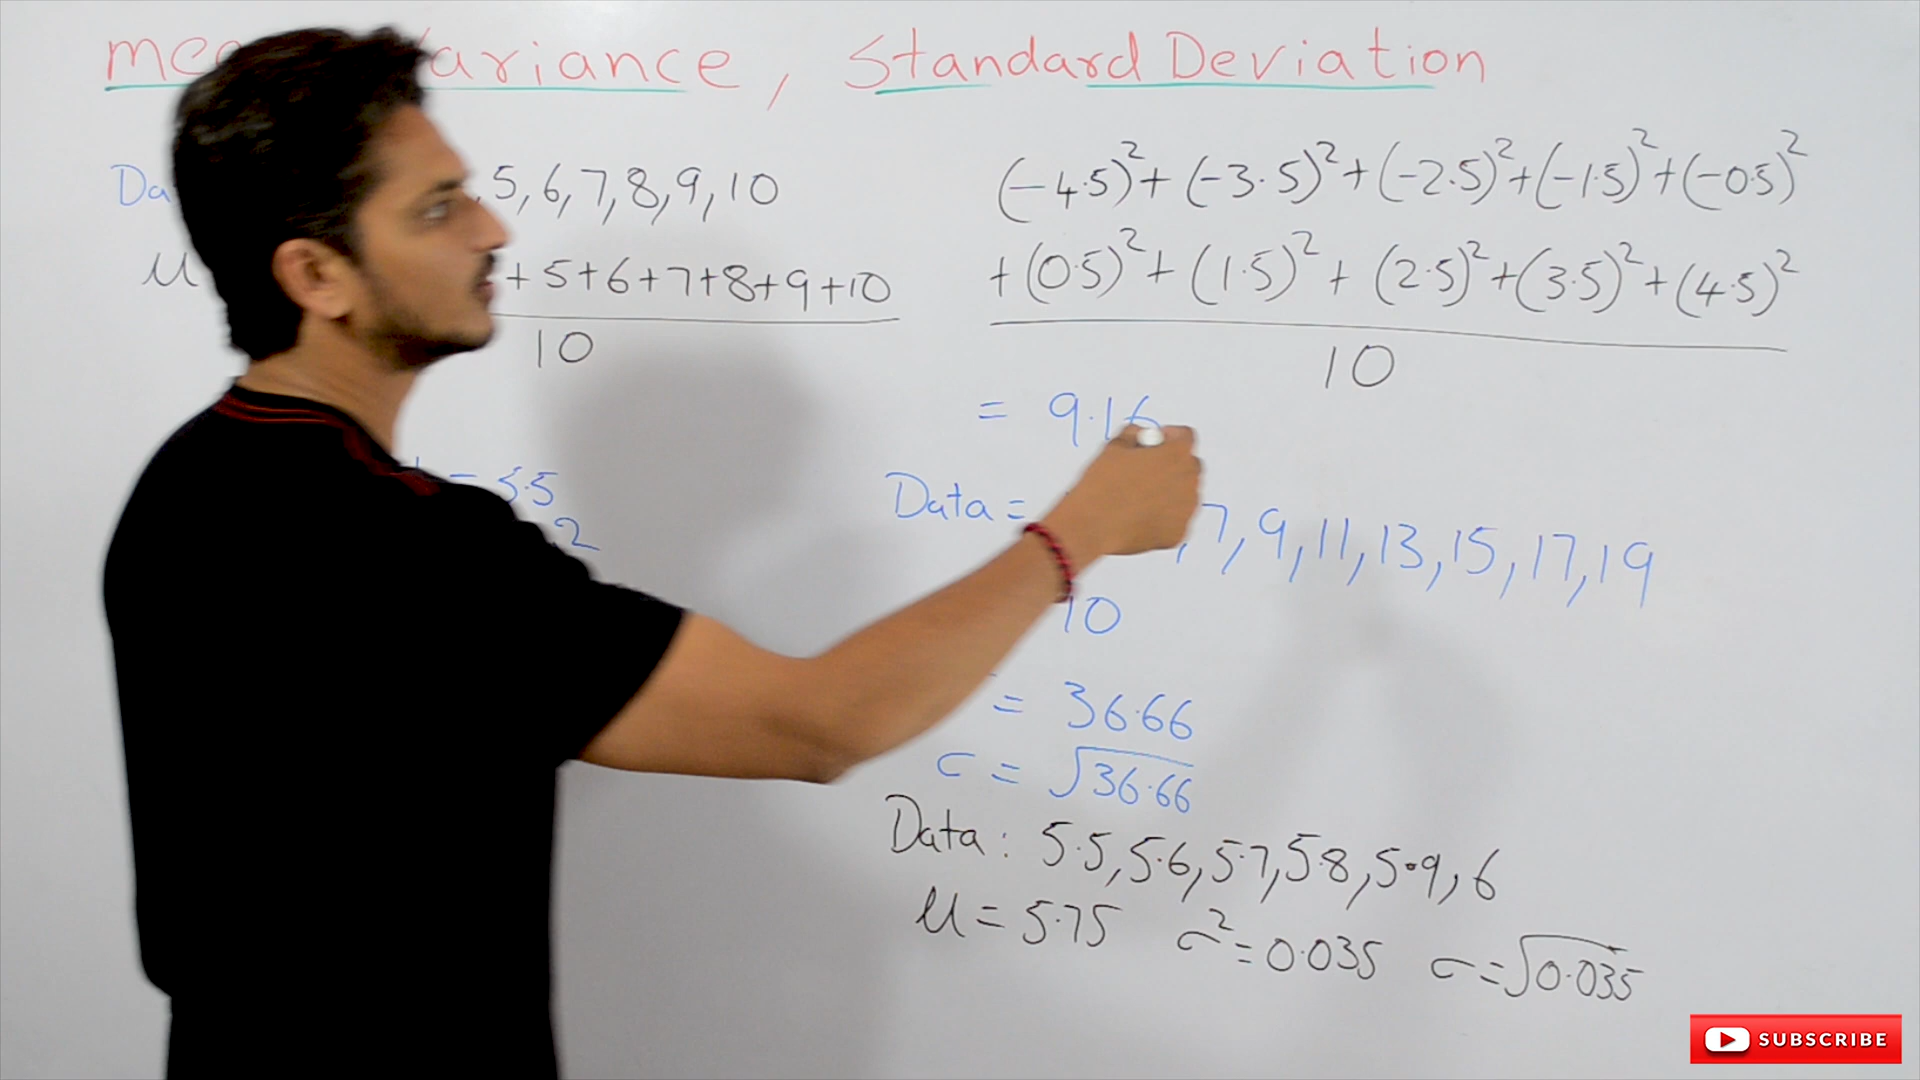 Variance, Standard Deviation
5, 6, 7, 8, 9, 10
μ + 5 + 6 + 7 + 8 + 9 + 10
10
= 5.5
2
(-4.5)² + (-3.5)² + (-2.5)² + (-1.5)² + (-0.5)²
+ (0.5)² + (1.5)² + (2.5)² + (3.5)² + (4.5)²
10
= 9.16
Data = , 7, 9, 11, 13, 15, 17, 19
10
= 36.66
σ = √36.66
Data : 5.5, 5.6, 5.7, 5.8, 5.9, 6
μ = 5.75 σ² = 0.035 σ = √0.035
SUBSCRIBE